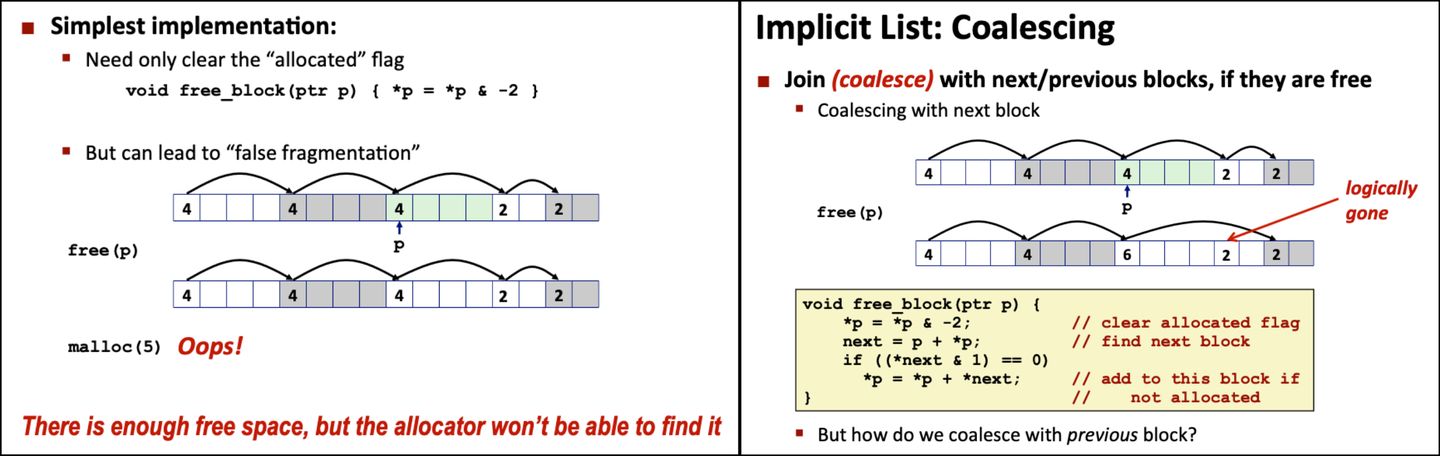 Simplest implementation:
Need only clear the “allocated” flag
void free_block(ptr p) { *p = *p & -2 }
But can lead to “false fragmentation”
4 4 4 2 2
p
free(p)
4 4 4 2 2
malloc(5) Oops!
There is enough free space, but the allocator won’t be able to find it
Implicit List: Coalescing
Join (coalesce) with next/previous blocks, if they are free
Coalescing with next block
4 4 4 2 2
logically
gone
p
free(p)
4 4 6 2 2
void free_block(ptr p) {
*p = *p & -2; // clear allocated flag
next = p + *p; // find next block
if ((*next & 1) == 0)
*p = *p + *next; // add to this block if
} // not allocated
But how do we coalesce with previous block?